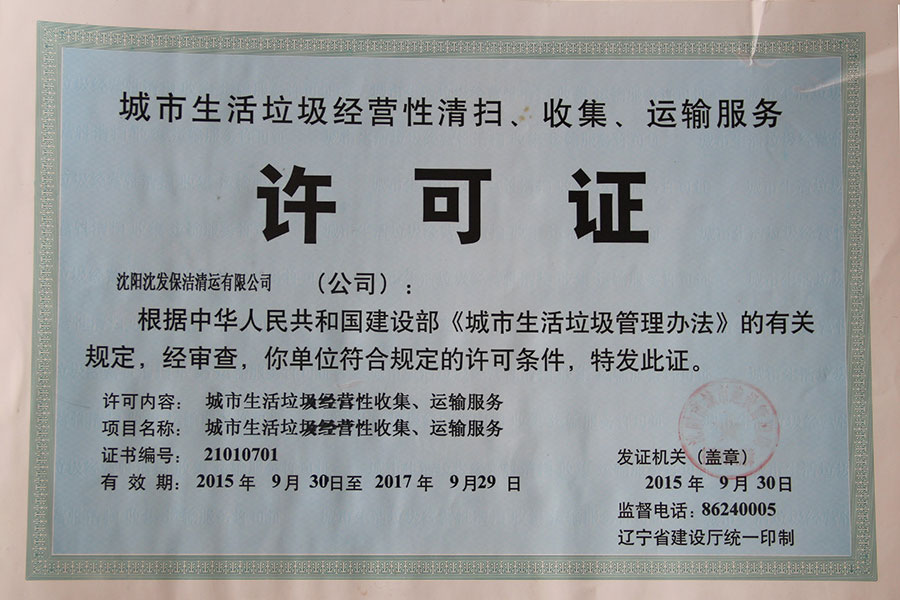 城市生活垃圾经营性清扫、收集、运输服务
许可证
沈阳沈发保洁清运有限公司 （公司）：
根据中华人民共和国建设部《城市生活垃圾管理办法》的有关
规定，经审查，你单位符合规定的许可条件，特发此证。
许可内容： 城市生活垃圾经营性收集、运输服务
项目名称： 城市生活垃圾经营性收集、运输服务
证书编号： 21010701
有 效 期： 2015 年 9 月 30 日至 2017 年 9 月 29 日
发证机关（盖章）
2015 年 9 月 30 日
监督电话：86240005
辽宁省建设厅统一印制